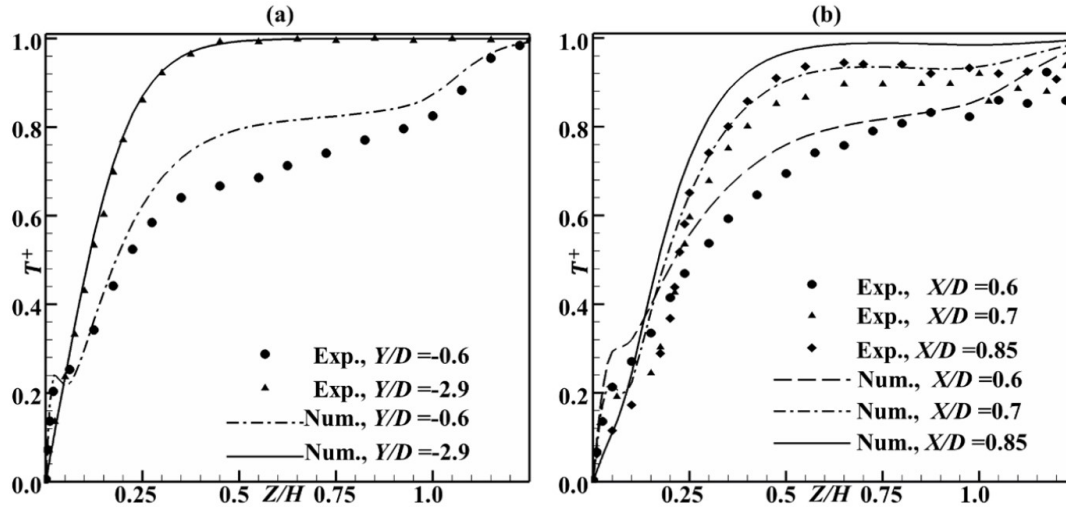 (a)
1.0
0.8
0.6
T+
0.4
0.2
0.0
0.25
Z/H
0.5
0.75
1.0
Exp., Y/D =-0.6
Exp., Y/D =-2.9
Num., Y/D =-0.6
Num., Y/D =-2.9
(b)
1.0
0.8
0.6
T+
0.4
0.2
0.0
0.25
Z/H
0.5
0.75
1.0
Exp., X/D =0.6
Exp., X/D =0.7
Exp., X/D =0.85
Num., X/D =0.6
Num., X/D =0.7
Num., X/D =0.85